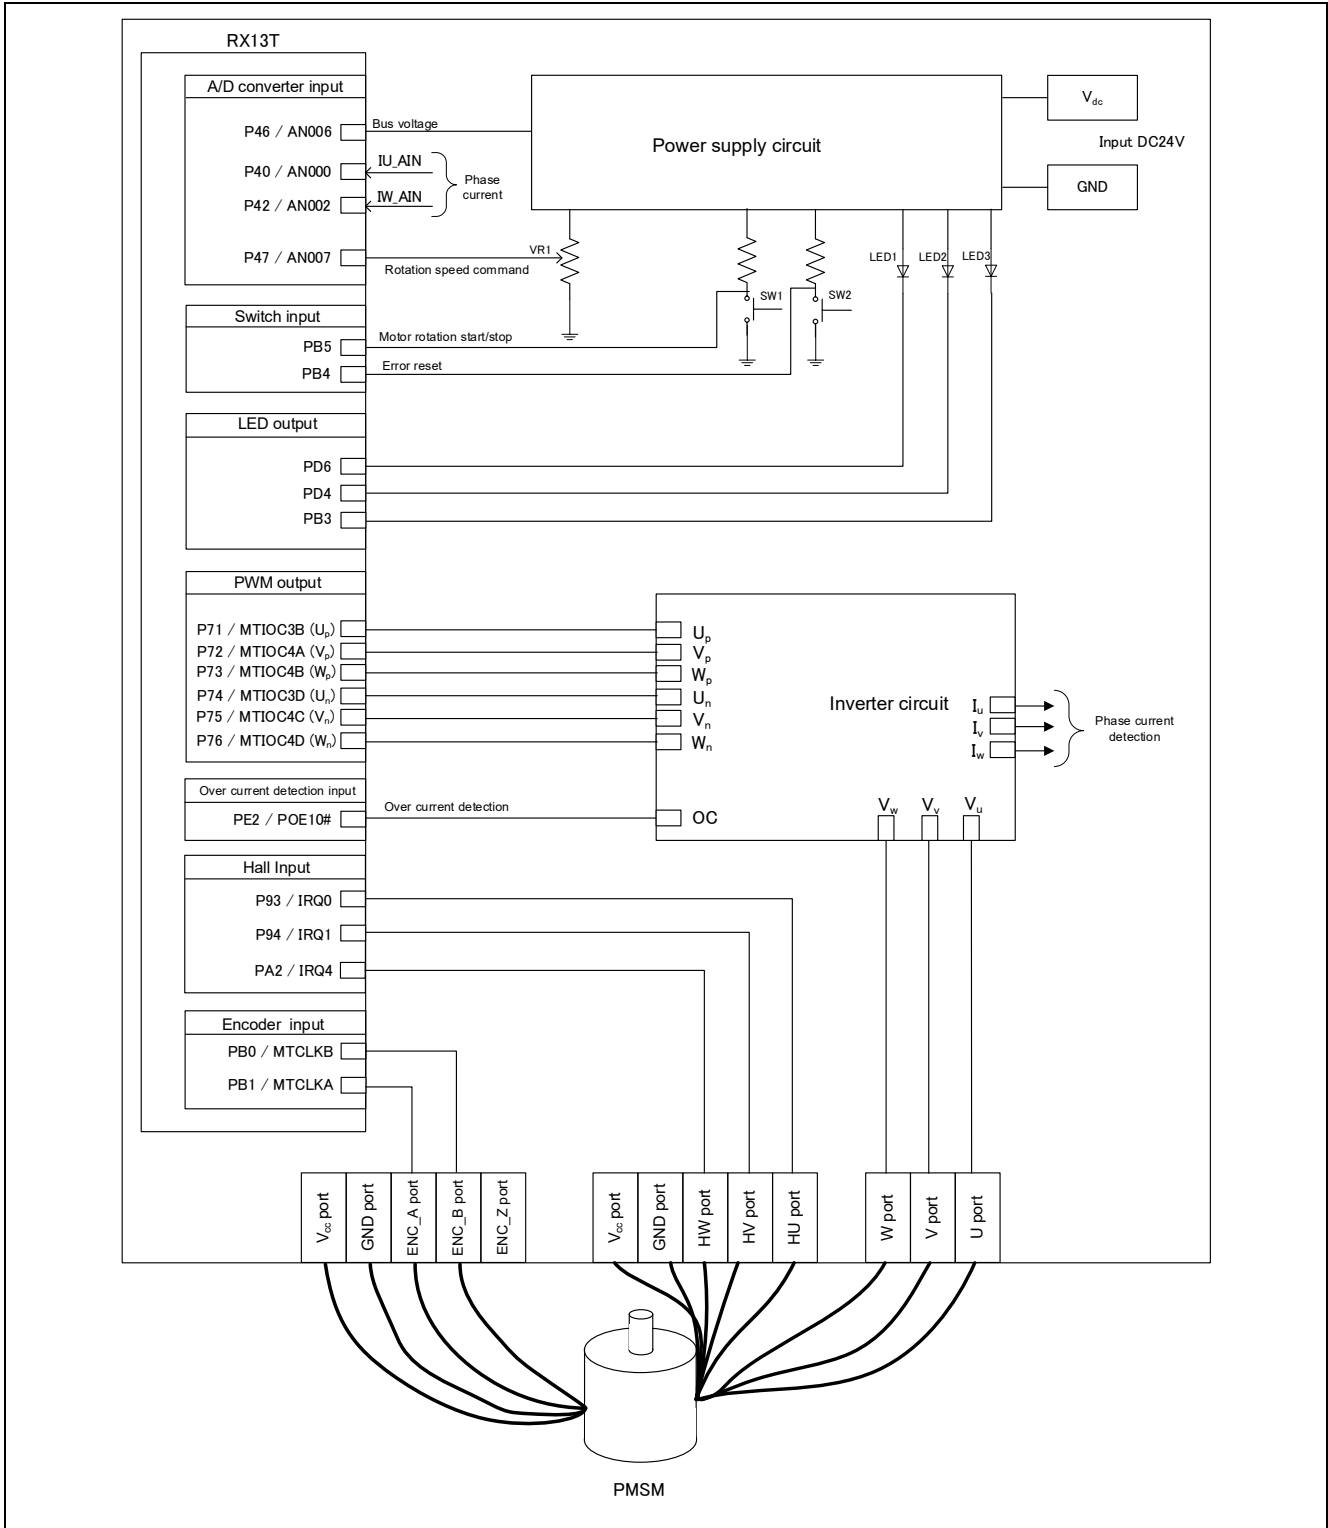 RX13T
A/D converter input
P46 / AN006
Bus voltage
P40 / AN000
IU_AIN
P42 / AN002
IW_AIN
Phase
current
P47 / AN007
Rotation speed command
VR1
Power supply circuit
Vdc
Input DC24V
GND
SW1
SW2
LED1
LED2
LED3
Switch input
PB5
Motor rotation start/stop
PB4
Error reset
LED output
PD6
PD4
PB3
PWM output
P71 / MTIOC3B (Up)
P72 / MTIOC4A (Vp)
P73 / MTIOC4B (Wp)
P74 / MTIOC3D (Un)
P75 / MTIOC4C (Vn)
P76 / MTIOC4D (Wn)
Up
Vp
Wp
Un
Vn
Wn
Inverter circuit
Iu
Iv
Iw
Phase current
detection
Over current detection input
PE2 / POE10#
Over current detection
OC
Vw
Vv
Vu
Hall Input
P93 / IRQ0
P94 / IRQ1
PA2 / IRQ4
Encoder input
PB0 / MTCLKB
PB1 / MTCLKA
Vcc port
GND port
ENC_A port
ENC_B port
ENC_Z port
Vcc port
GND port
HW port
HV port
HU port
W port
V port
U port
PMSM